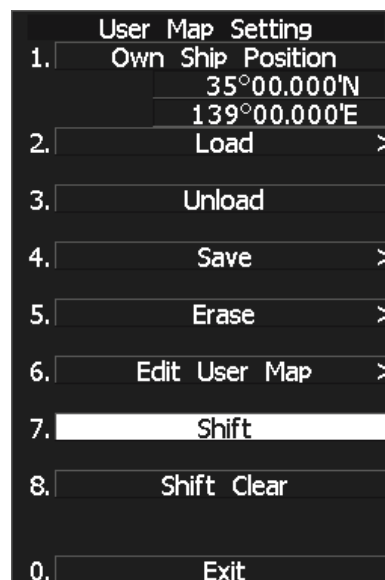 User Map Setting
1. Own Ship Position
35°00.000'N
139°00.000'E
2. Load >
3. Unload
4. Save >
5. Erase >
6. Edit User Map >
7. Shift
8. Shift Clear
0. Exit